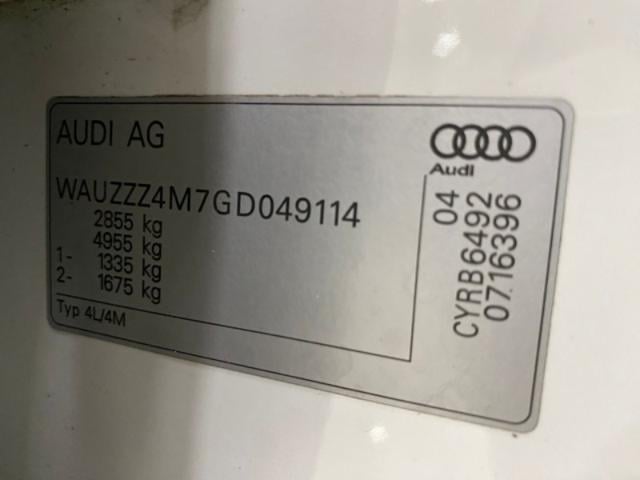 AUDI AG
Audi
WAUZZZ4M7GD049114
2855 kg
4955 kg
1- 1335 kg
2- 1675 kg
Typ 4L/4M
04
CYRB6492
0716396